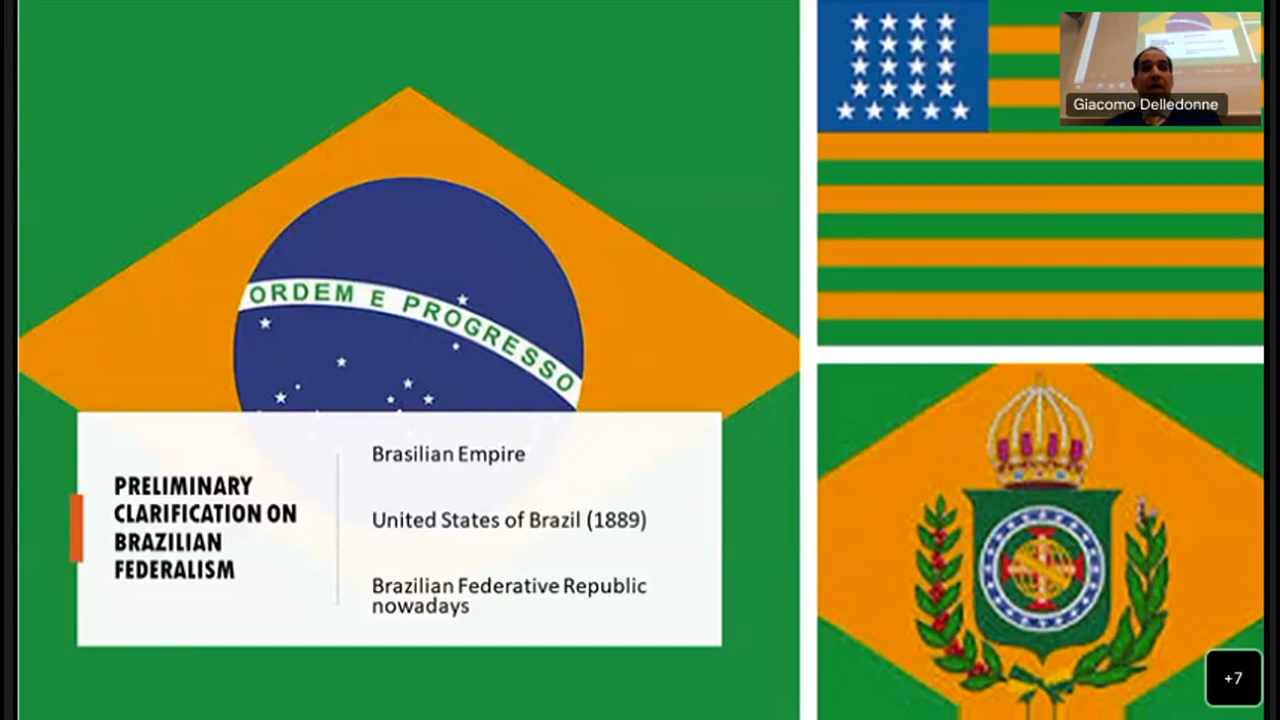 ORDEM E PROGRESSO
PRELIMINARY
CLARIFICATION ON
BRAZILIAN
FEDERALISM
Brasilian Empire
United States of Brazil (1889)
Brazilian Federative Republic
nowadays
Giacomo Delledonne
+7